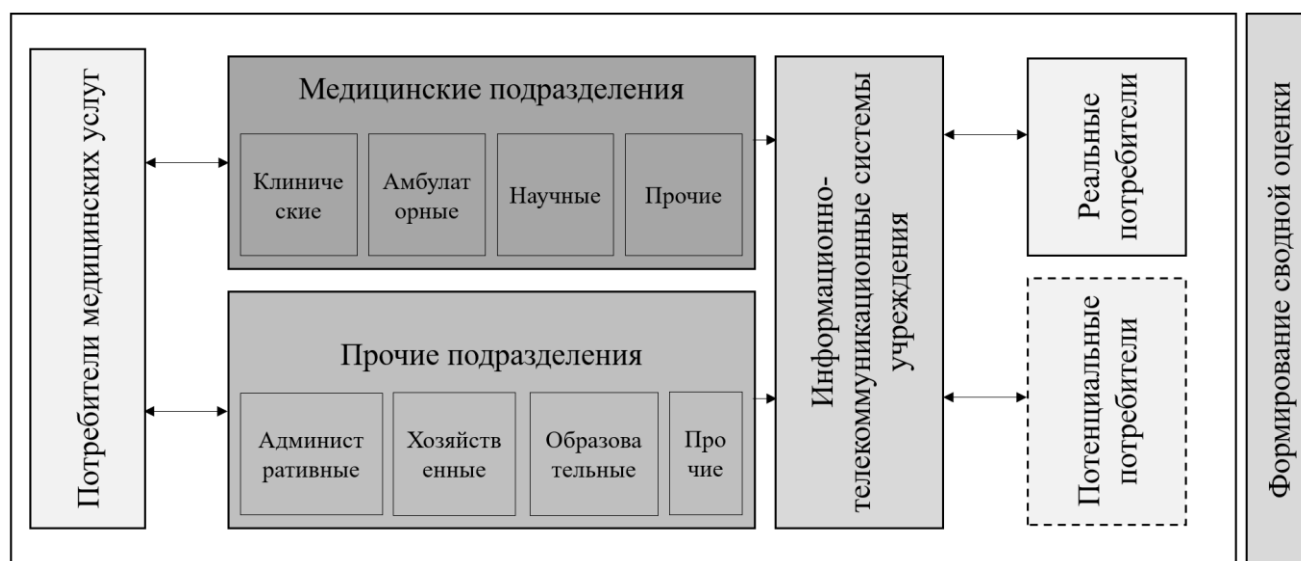 Потребители медицинских услуг
Медицинские подразделения
Клиниче
ские
Амбулат
орные
Научные
Прочие
Прочие подразделения
Админист
ративные
Хозяйств
енные
Образова
тельные
Про
чие
Информационно-
телекоммуникационные системы
учреждения
Реальные
потребители
Потенциальные
потребители
Формирование сводной оценки